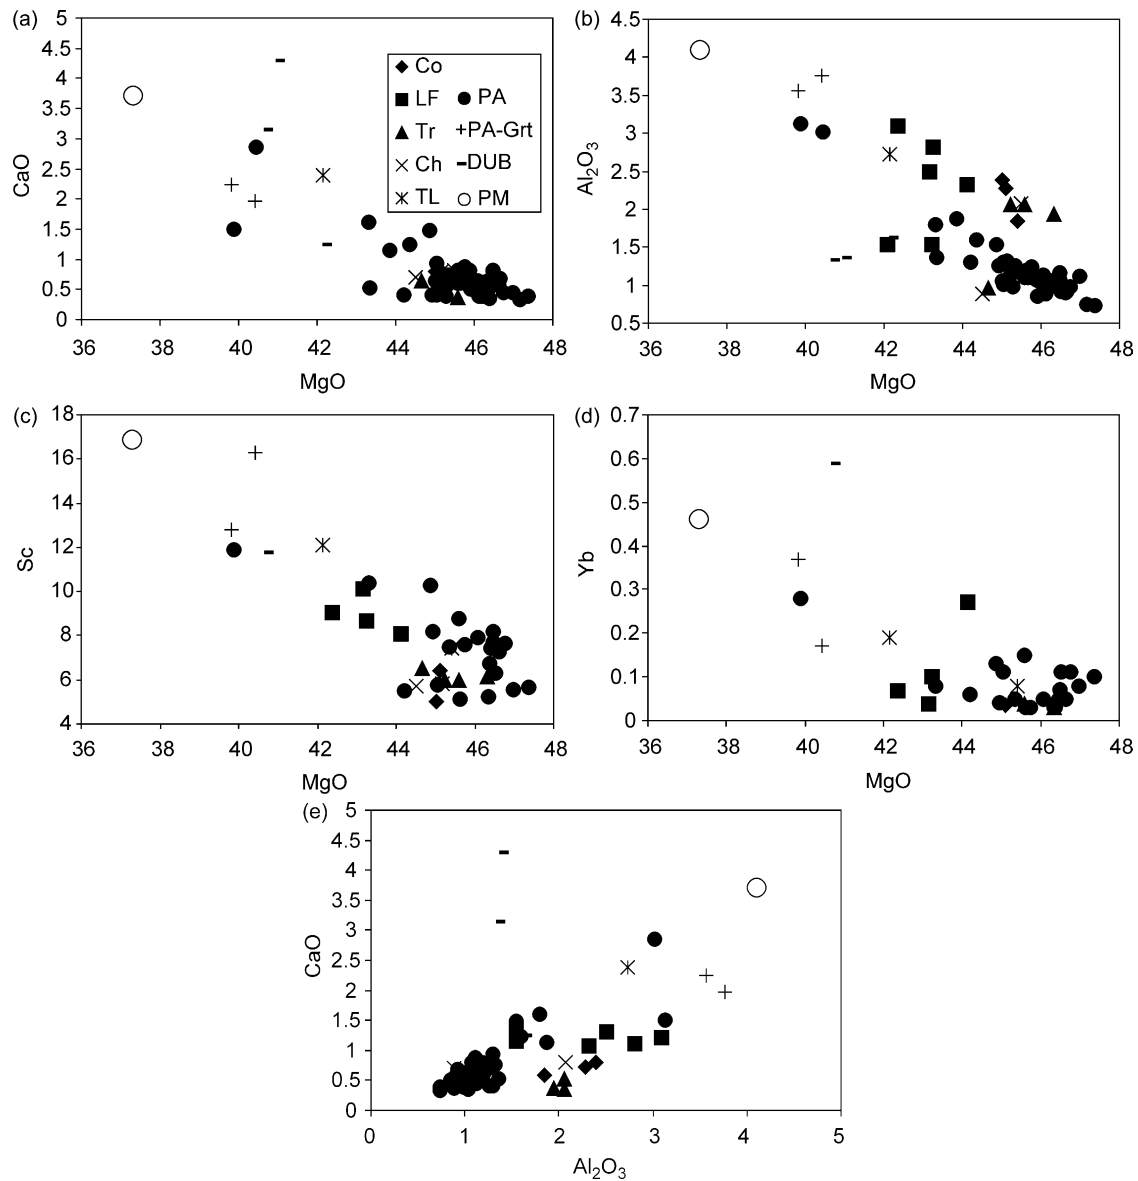 (a)
5
4.5
4
3.5
3
2.5
2
1.5
1
0.5
0
CaO
36 38 40 42 44 46 48
MgO
Co
LF PA
Tr +PA-Grt
Ch -DUB
TL PM
(b)
4.5
4
3.5
3
2.5
2
1.5
1
0.5
Al₂O₃
36 38 40 42 44 46 48
MgO
(c)
18
16
14
12
10
8
6
4
Sc
36 38 40 42 44 46 48
MgO
(d)
0.7
0.6
0.5
0.4
0.3
0.2
0.1
0
Yb
36 38 40 42 44 46 48
MgO
(e)
5
4.5
4
3.5
3
2.5
2
1.5
1
0.5
0
CaO
0 1 2 3 4 5
Al₂O₃